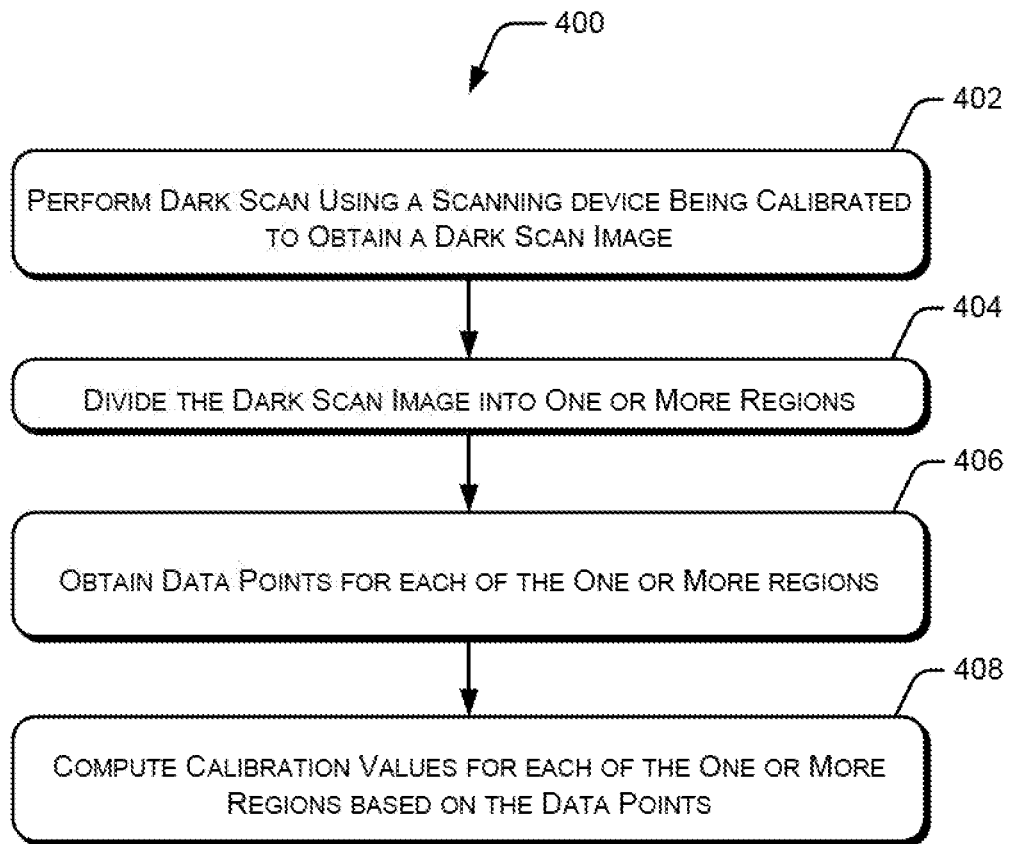 400
402
PERFORM DARK SCAN USING A SCANNING DEVICE BEING CALIBRATED
TO OBTAIN A DARK SCAN IMAGE
404
DIVIDE THE DARK SCAN IMAGE INTO ONE OR MORE REGIONS
406
OBTAIN DATA POINTS FOR EACH OF THE ONE OR MORE REGIONS
408
COMPUTE CALIBRATION VALUES FOR EACH OF THE ONE OR MORE
REGIONS BASED ON THE DATA POINTS